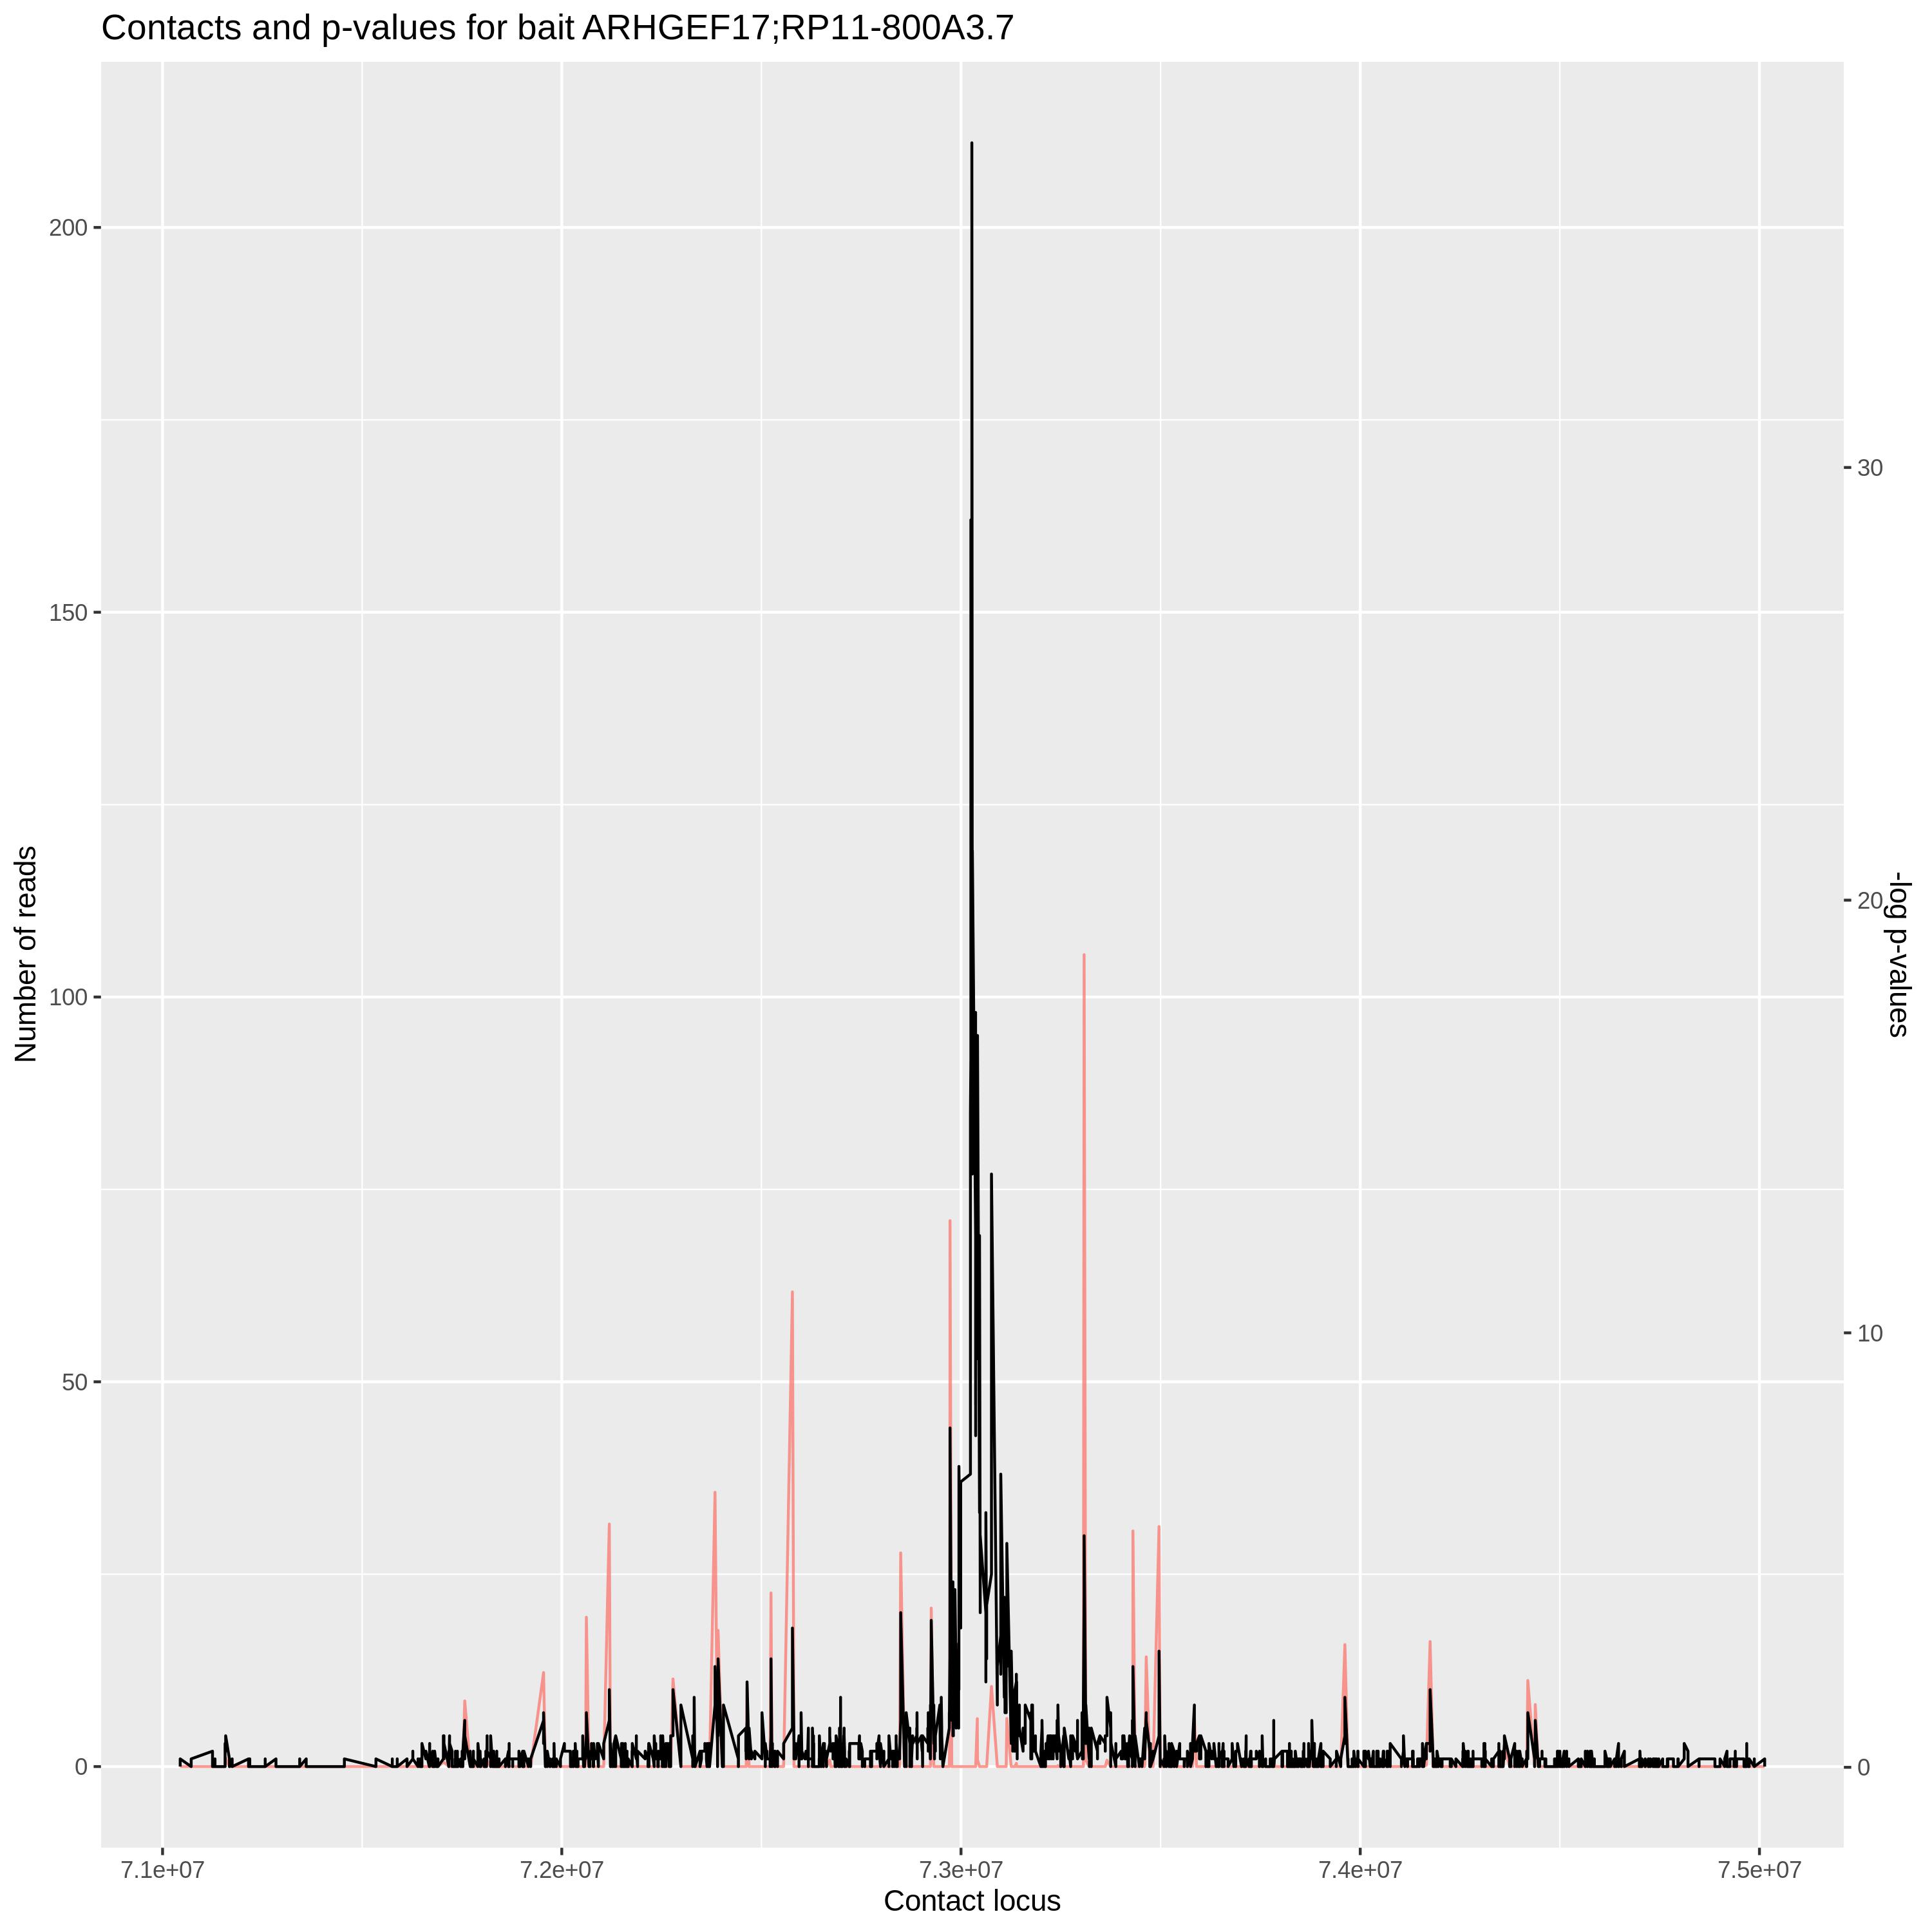 Contacts and p-values for bait ARHGEF17;RP11-800A3.7
200
150
100
50
0
Number of reads
30
20
10
0
-log p-values
7.1e+07 7.2e+07 7.3e+07 7.4e+07 7.5e+07
Contact locus